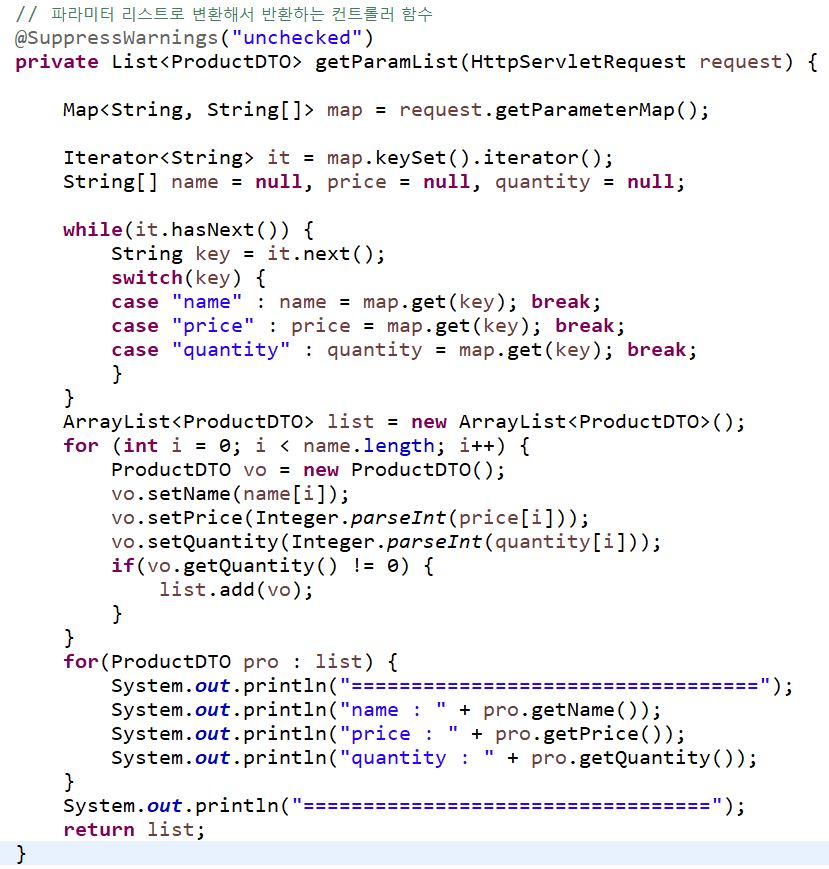 // 파라미터 리스트로 변환해서 반환하는 컨트롤러 함수
@SuppressWarnings("unchecked")
private List<ProductDTO> getParamList(HttpServletRequest request) {
Map<String, String[]> map = request.getParameterMap();
Iterator<String> it = map.keySet().iterator();
String[] name = null, price = null, quantity = null;
while(it.hasNext()) {
String key = it.next();
switch(key) {
case "name" : name = map.get(key); break;
case "price" : price = map.get(key); break;
case "quantity" : quantity = map.get(key); break;
}
}
ArrayList<ProductDTO> list = new ArrayList<ProductDTO>();
for (int i = 0; i < name.length; i++) {
ProductDTO vo = new ProductDTO();
vo.setName(name[i]);
vo.setPrice(Integer.parseInt(price[i]));
vo.setQuantity(Integer.parseInt(quantity[i]));
if(vo.getQuantity() != 0) {
list.add(vo);
}
}
for(ProductDTO pro : list) {
System.out.println("==================================");
System.out.println("name : " + pro.getName());
System.out.println("price : " + pro.getPrice());
System.out.println("quantity : " + pro.getQuantity());
}
System.out.println("==================================");
return list;
}